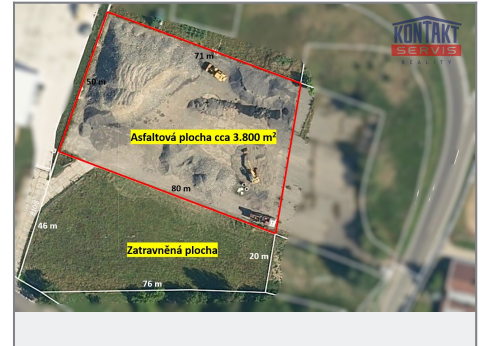 KONTAKT
SERVIS
REALITY
71 m
50 m
Asfaltová plocha cca 3.800 m²
80 m
46 m
Zatravněná plocha
20 m
76 m